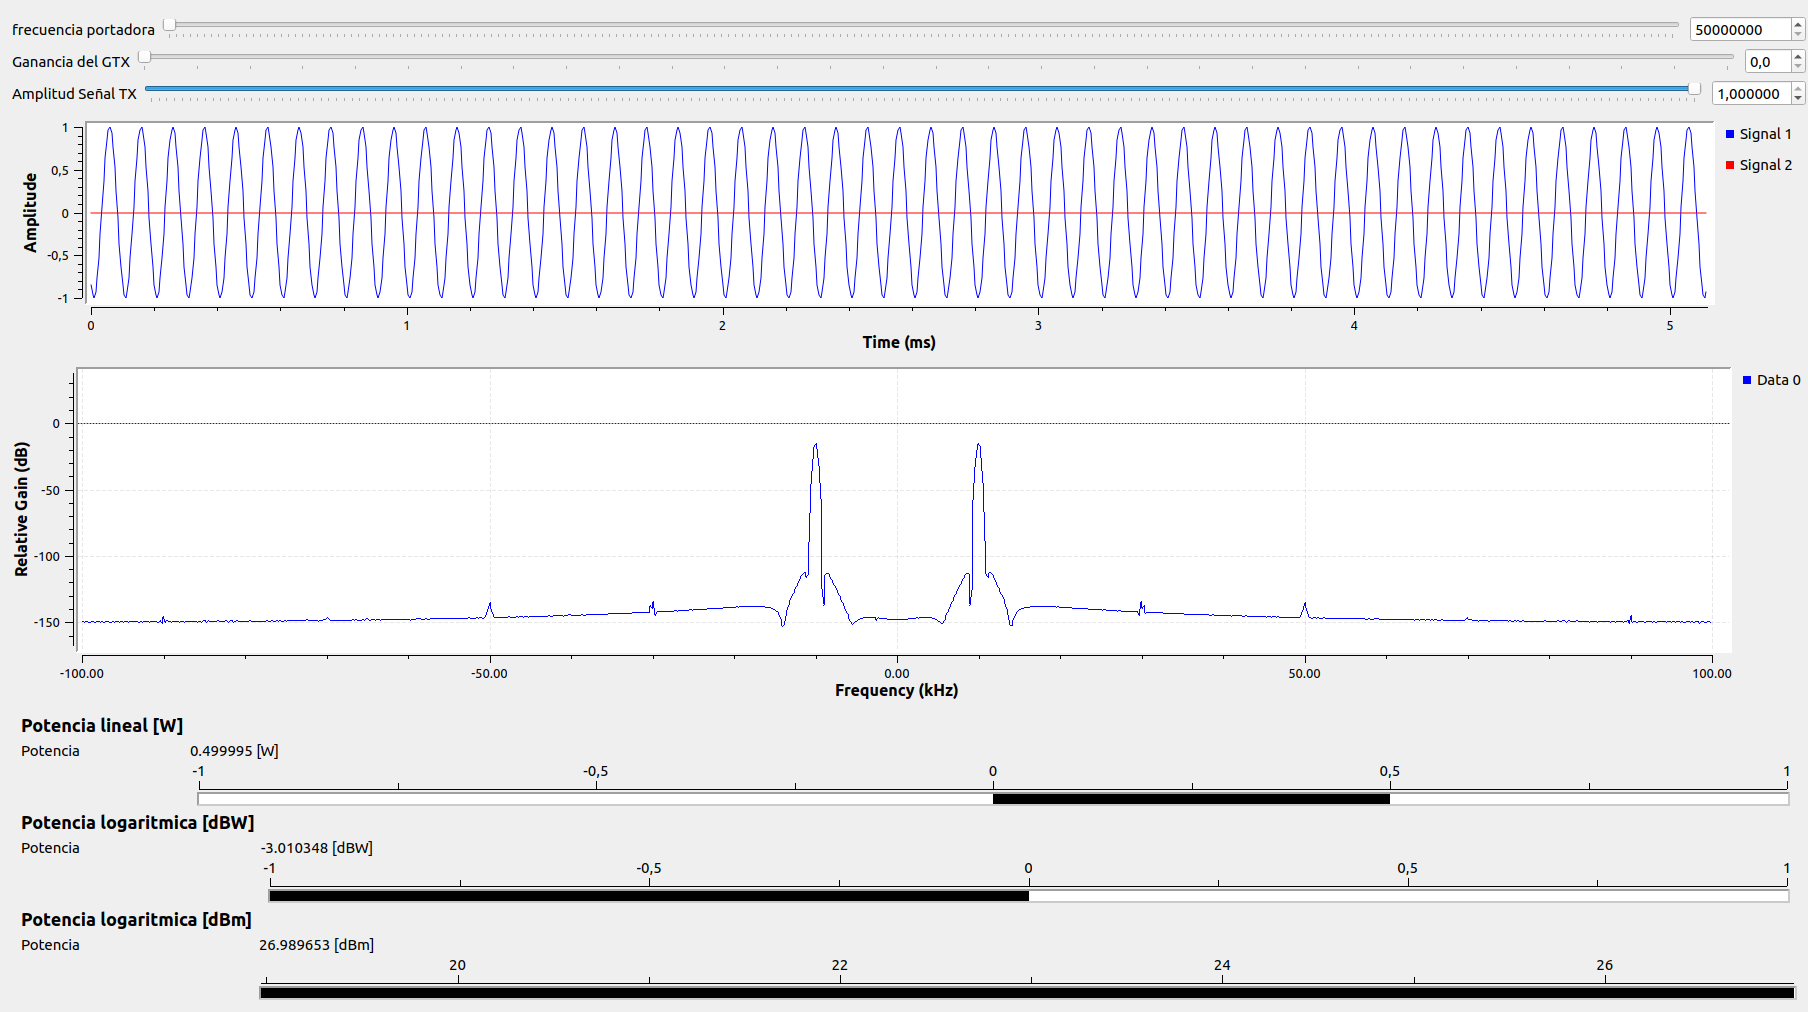 frecuencia portadora 50000000
Ganancia del GTX 0,0
Amplitud Señal TX 1,000000
1
0,5
0
-0,5
-1
Amplitude
Signal 1
Signal 2
0 1 2 3 4 5
Time (ms)
Data 0
0
-50
-100
-150
Relative Gain (dB)
-100.00 -50.00 0.00 50.00 100.00
Frequency (kHz)
Potencia lineal [W]
Potencia 0.499995 [W]
-1 -0,5 0 0,5 1
Potencia logaritmica [dBW]
Potencia -3.010348 [dBW]
-1 -0,5 0 0,5 1
Potencia logaritmica [dBm]
Potencia 26.989653 [dBm]
20 22 24 26